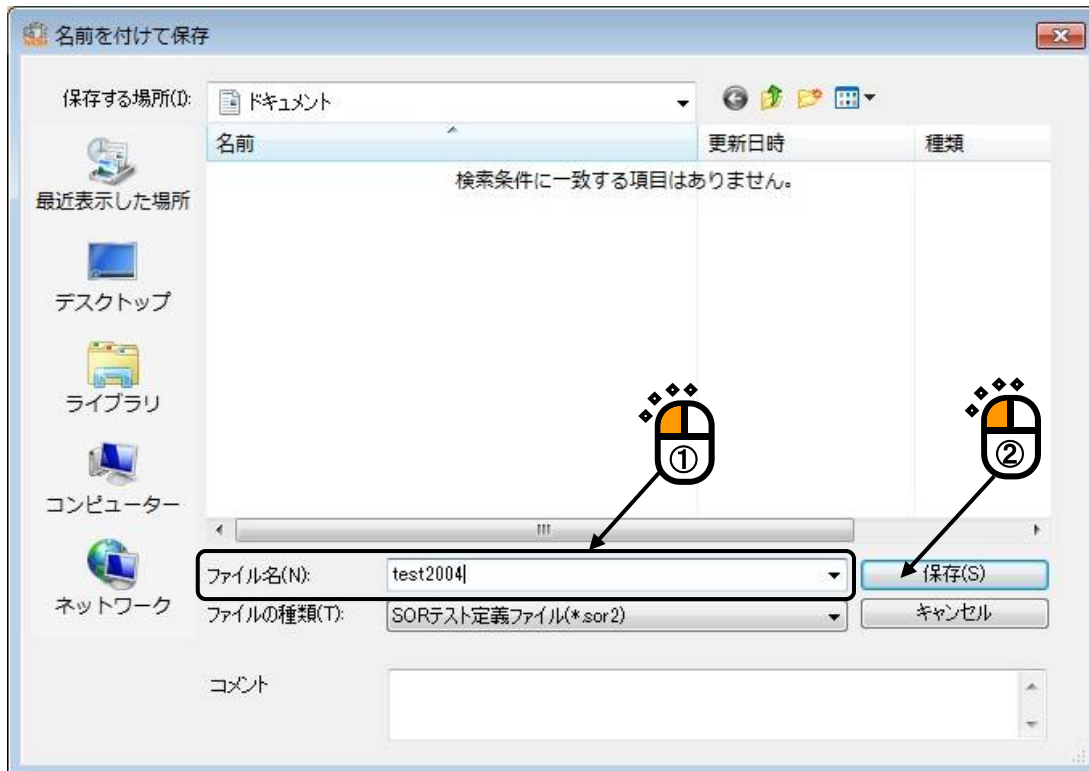 名前を付けて保存
保存する場所(I):
ドキュメント
名前
更新日時
種類
検索条件に一致する項目はありません。
最近表示した場所
デスクトップ
ライブラリ
コンピューター
ネットワーク
①
②
ファイル名(N):
test2004
保存(S)
ファイルの種類(T):
SORテスト定義ファイル(*.sor2)
キャンセル
コメント